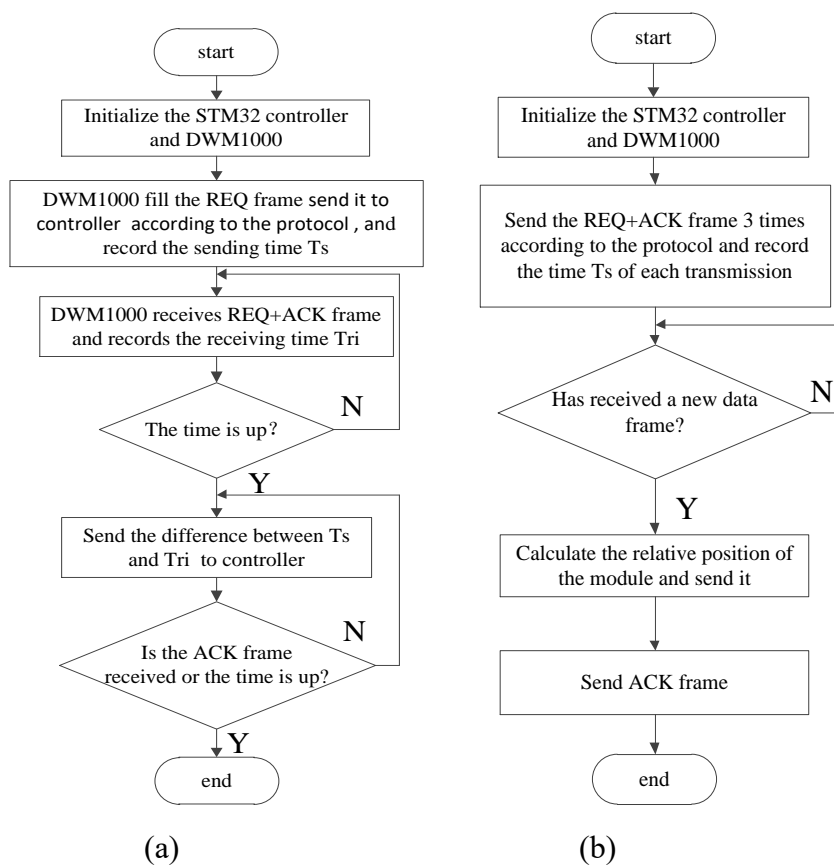 start
Initialize the STM32 controller
and DWM1000
DWM1000 fill the REQ frame send it to
controller according to the protocol , and
record the sending time Ts
DWM1000 receives REQ+ACK frame
and records the receiving time Tri
N
The time is up?
Y
Send the difference between Ts
and Tri to controller
N
Is the ACK frame
received or the time is up?
Y
end
(a)
start
Initialize the STM32 controller
and DWM1000
Send the REQ+ACK frame 3 times
according to the protocol and record
the time Ts of each transmission
Has received a new data
frame?
N
Y
Calculate the relative position of
the module and send it
Send ACK frame
end
(b)